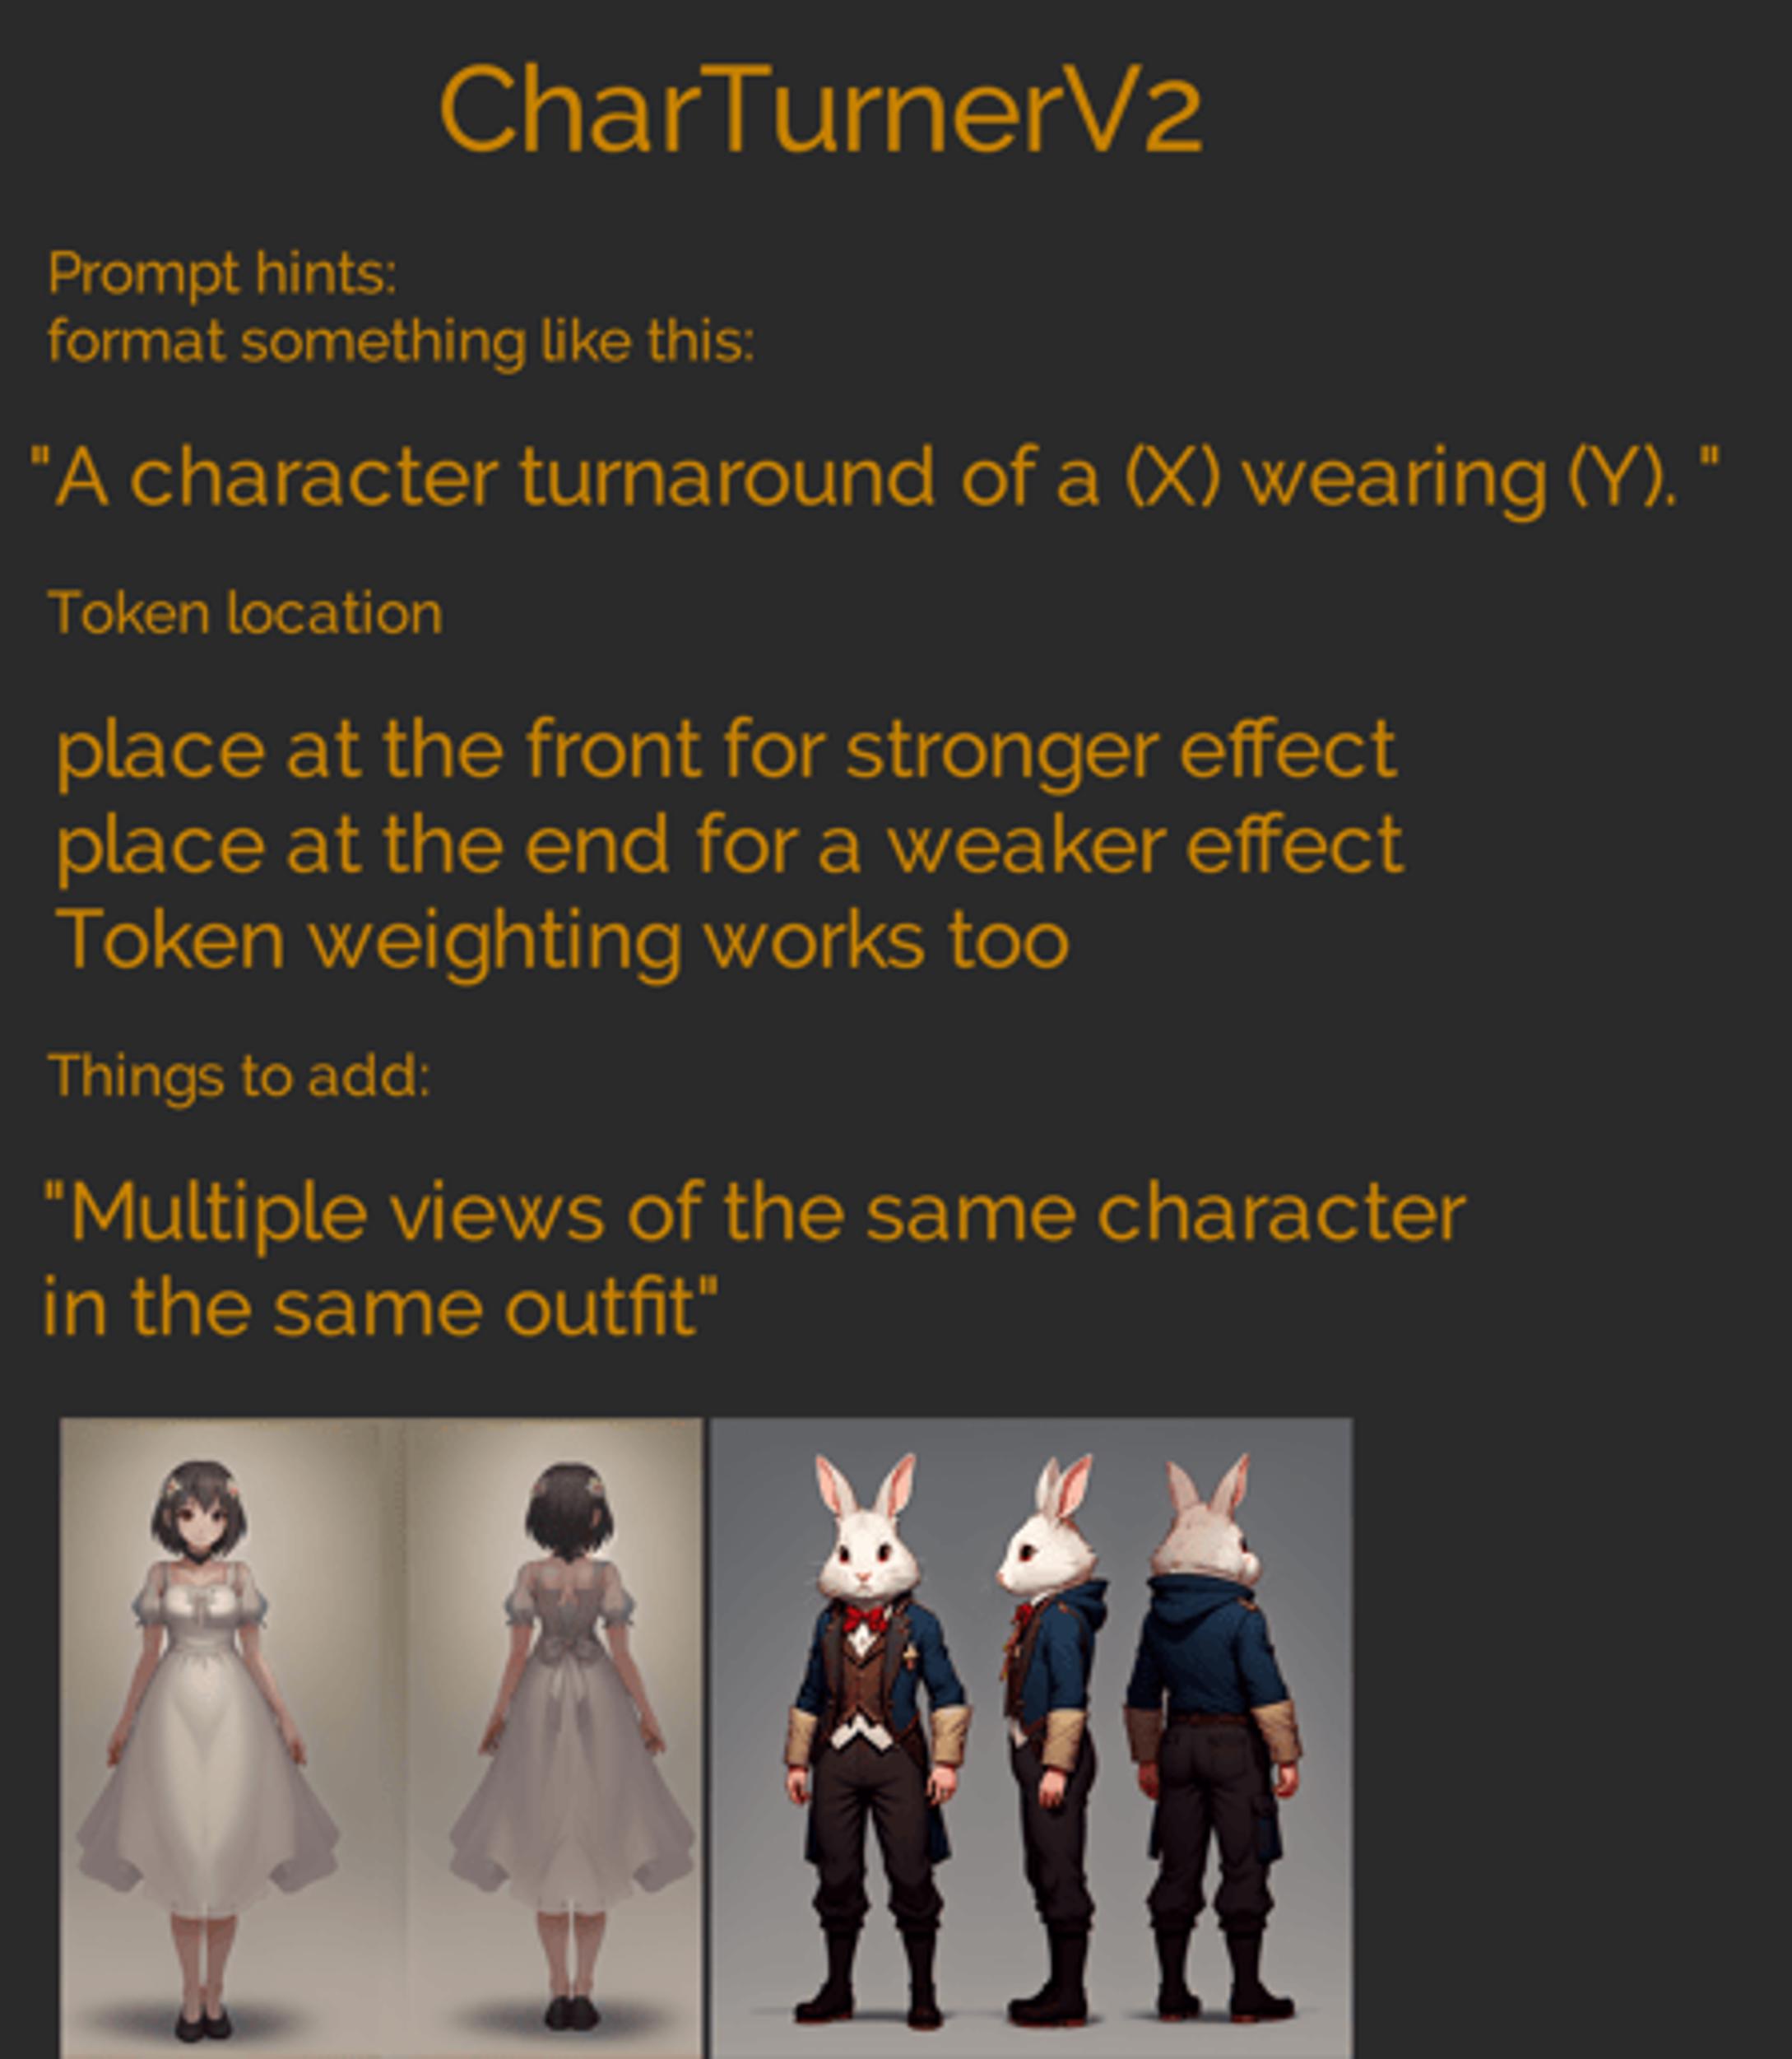 CharTurnerV2
Prompt hints:
format something like this:
"A character turnaround of a (X) wearing (Y). "
Token location
place at the front for stronger effect
place at the end for a weaker effect
Token weighting works too
Things to add:
"Multiple views of the same character
in the same outfit"